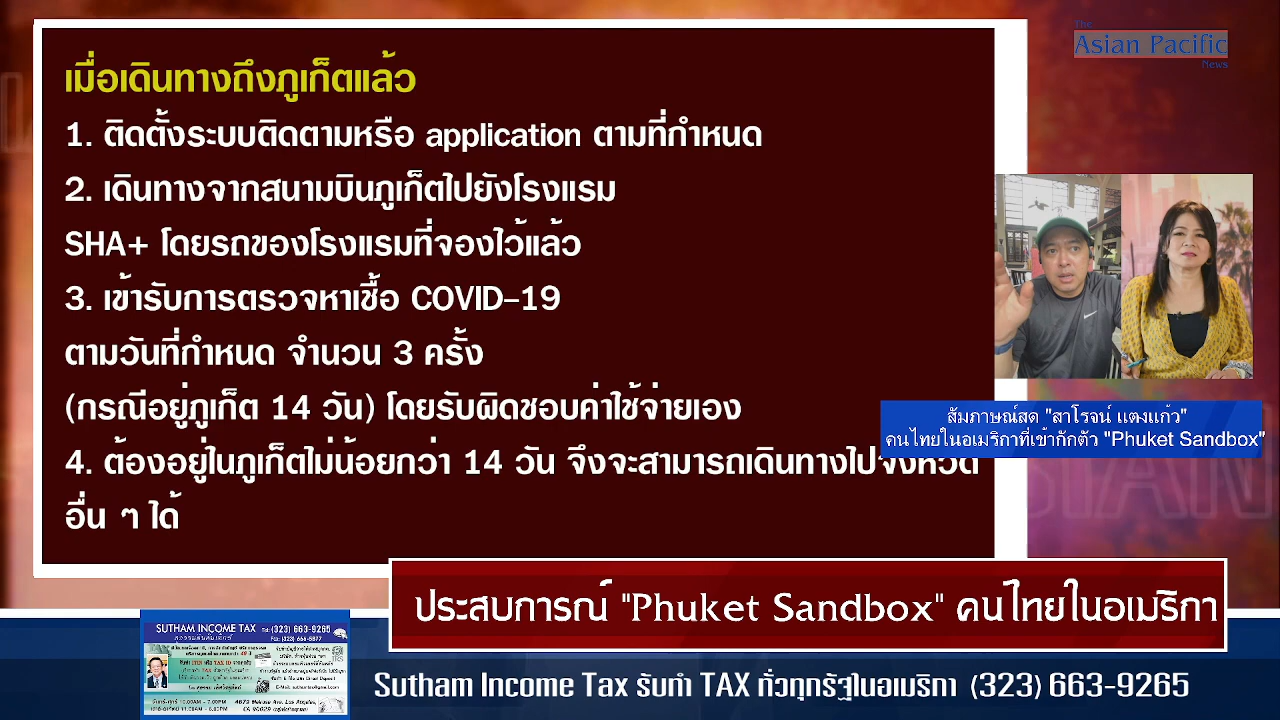 The
Asian Pacific
News
เมื่อเดินทางถึงภูเก็ตแล้ว
1. ติดตั้งระบบติดตามหรือ application ตามที่กำหนด
2. เดินทางจากสนามบินภูเก็ตไปยังโรงแรม
SHA+ โดยรถของโรงแรมที่จองไว้แล้ว
3. เข้ารับการตรวจหาเชื้อ COVID-19
ตามวันที่กำหนด จำนวน 3 ครั้ง
(กรณีอยู่ภูเก็ต 14 วัน) โดยรับผิดชอบค่าใช้จ่ายเอง
4. ต้องอยู่ในภูเก็ตไม่น้อยกว่า 14 วัน จึงจะสามารถเดินทางไปจังหวัด
อื่น ๆ ได้
สัมภาษณ์สด "สาโรจน์ แตงแก้ว"
คนไทยในอเมริกาที่เข้ากักตัว "Phuket Sandbox"
ประสบการณ์ "Phuket Sandbox" คนไทยในอเมริกา
SUTHAM INCOME TAX Tel: (323) 663-9265
Sutham Income Tax รับทำ TAX ทั่วทุกรัฐในอเมริกา (323) 663-9265